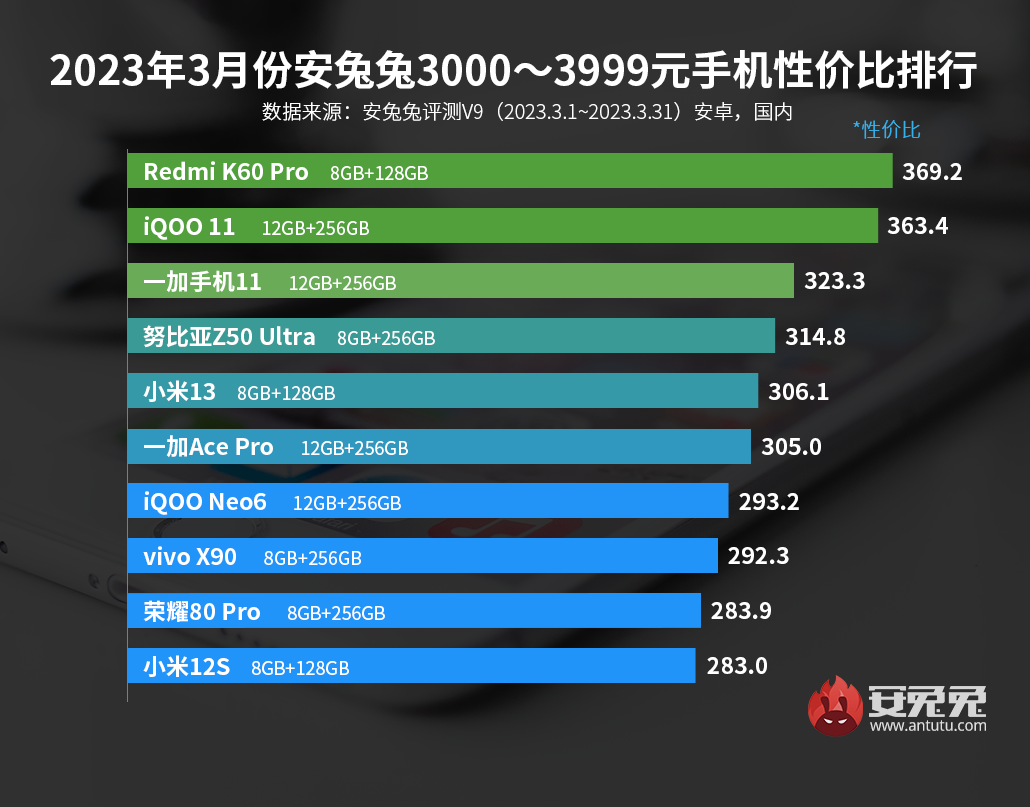 2023年3月份安兔兔3000～3999元手机性价比排行
数据来源：安兔兔评测V9（2023.3.1~2023.3.31）安卓，国内
*性价比
Redmi K60 Pro 8GB+128GB 369.2
iQOO 11 12GB+256GB 363.4
一加手机11 12GB+256GB 323.3
努比亚Z50 Ultra 8GB+256GB 314.8
小米13 8GB+128GB 306.1
一加Ace Pro 12GB+256GB 305.0
iQOO Neo6 12GB+256GB 293.2
vivo X90 8GB+256GB 292.3
荣耀80 Pro 8GB+256GB 283.9
小米12S 8GB+128GB 283.0
安兔兔
www.antutu.com